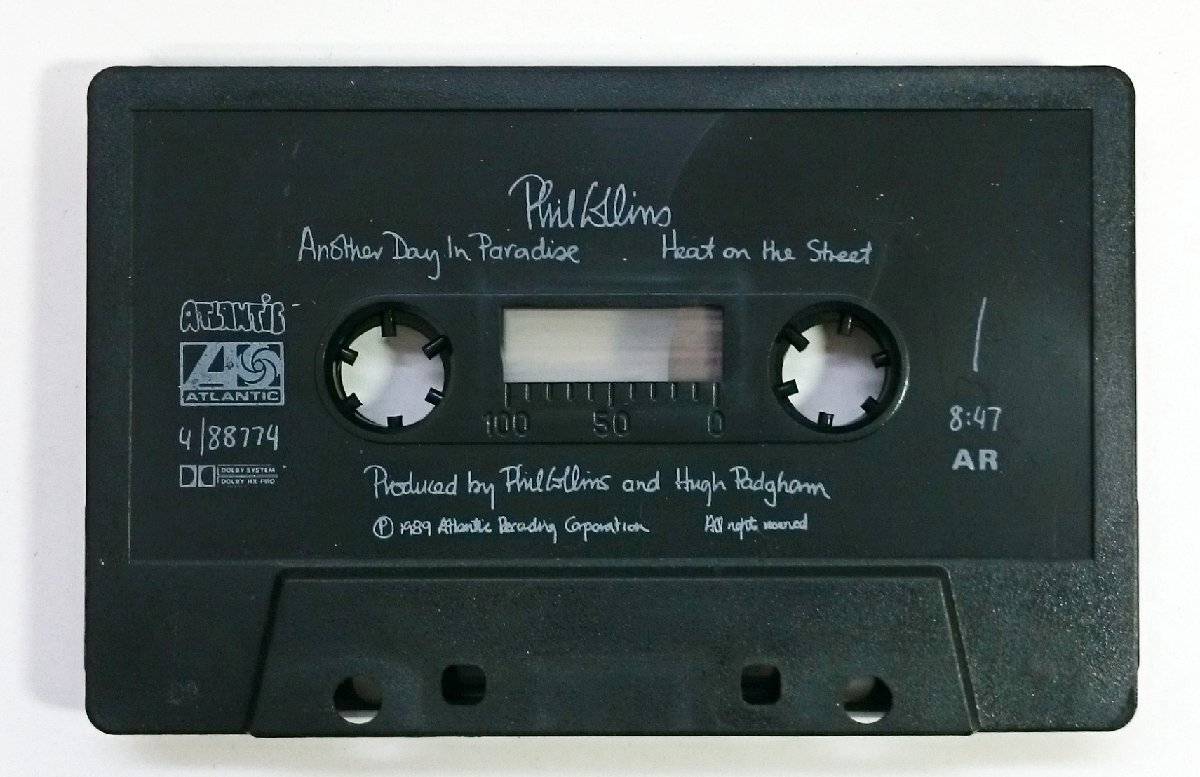 Phil Collins
Another Day In Paradise . Heat on the Street
ATLANTIC
ATLANTIC
4/88774
DOLBY SYSTEM
DOLBY HX PRO
100 50 0
1
8:47
AR
Produced by Phil Collins and Hugh Padgham
℗ 1989 Atlantic Recording Corporation All rights reserved